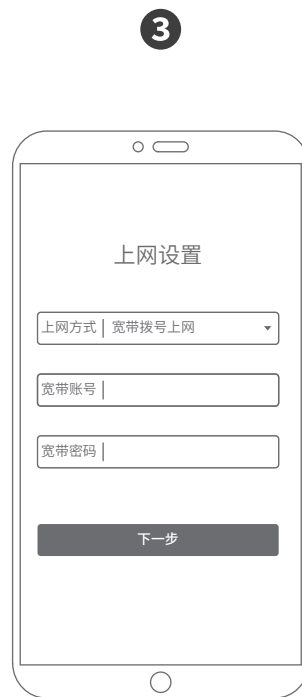 3
上网设置
上网方式 | 宽带拨号上网
宽带账号 |
宽带密码 |
下一步